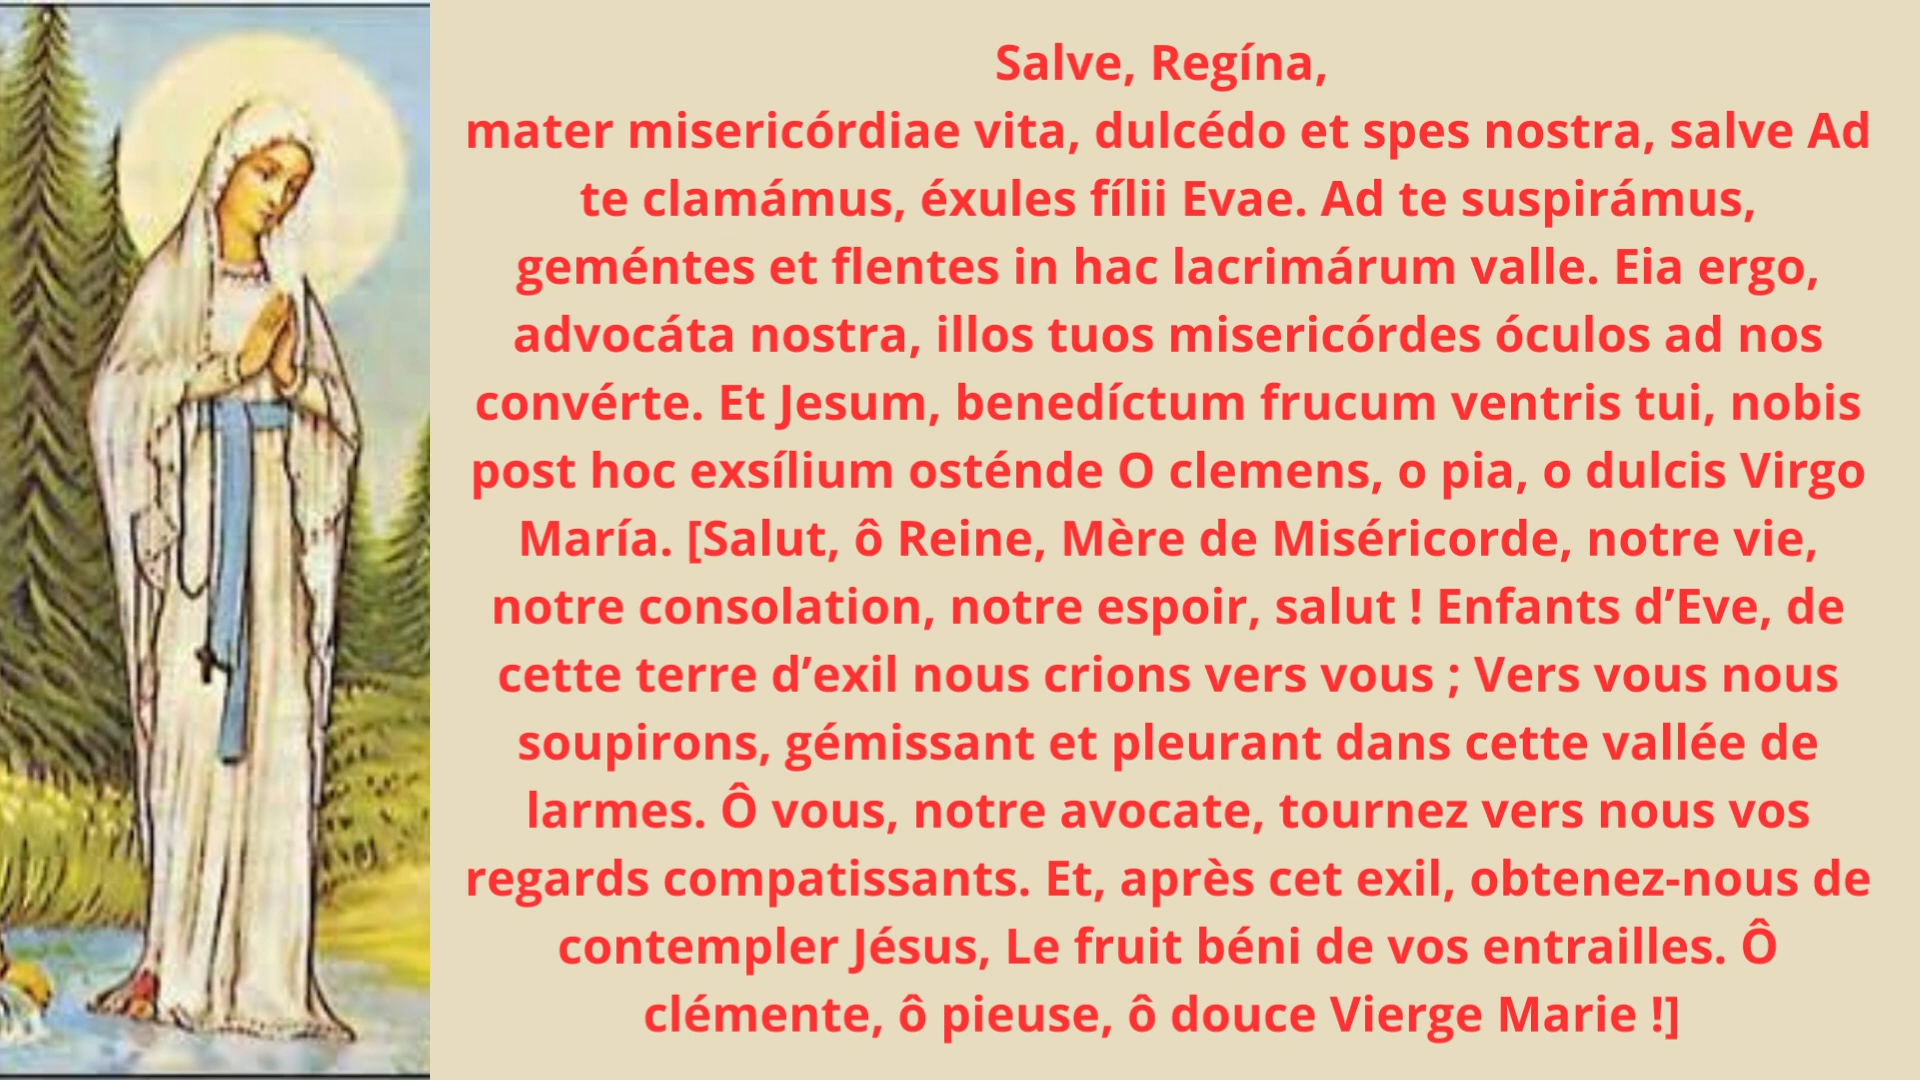 Salve, Regína,
mater misericórdiae vita, dulcédo et spes nostra, salve Ad
te clamámus, éxules fílii Evae. Ad te suspirámus,
geméntes et flentes in hac lacrimárum valle. Eia ergo,
advocáta nostra, illos tuos misericórdes óculos ad nos
convérte. Et Jesum, benedíctum frucum ventris tui, nobis
post hoc exsílium osténde O clemens, o pia, o dulcis Virgo
María. [Salut, ô Reine, Mère de Miséricorde, notre vie,
notre consolation, notre espoir, salut ! Enfants d’Eve, de
cette terre d’exil nous crions vers vous ; Vers vous nous
soupirons, gémissant et pleurant dans cette vallée de
larmes. Ô vous, notre avocate, tournez vers nous vos
regards compatissants. Et, après cet exil, obtenez-nous de
contempler Jésus, Le fruit béni de vos entrailles. Ô
clémente, ô pieuse, ô douce Vierge Marie !]